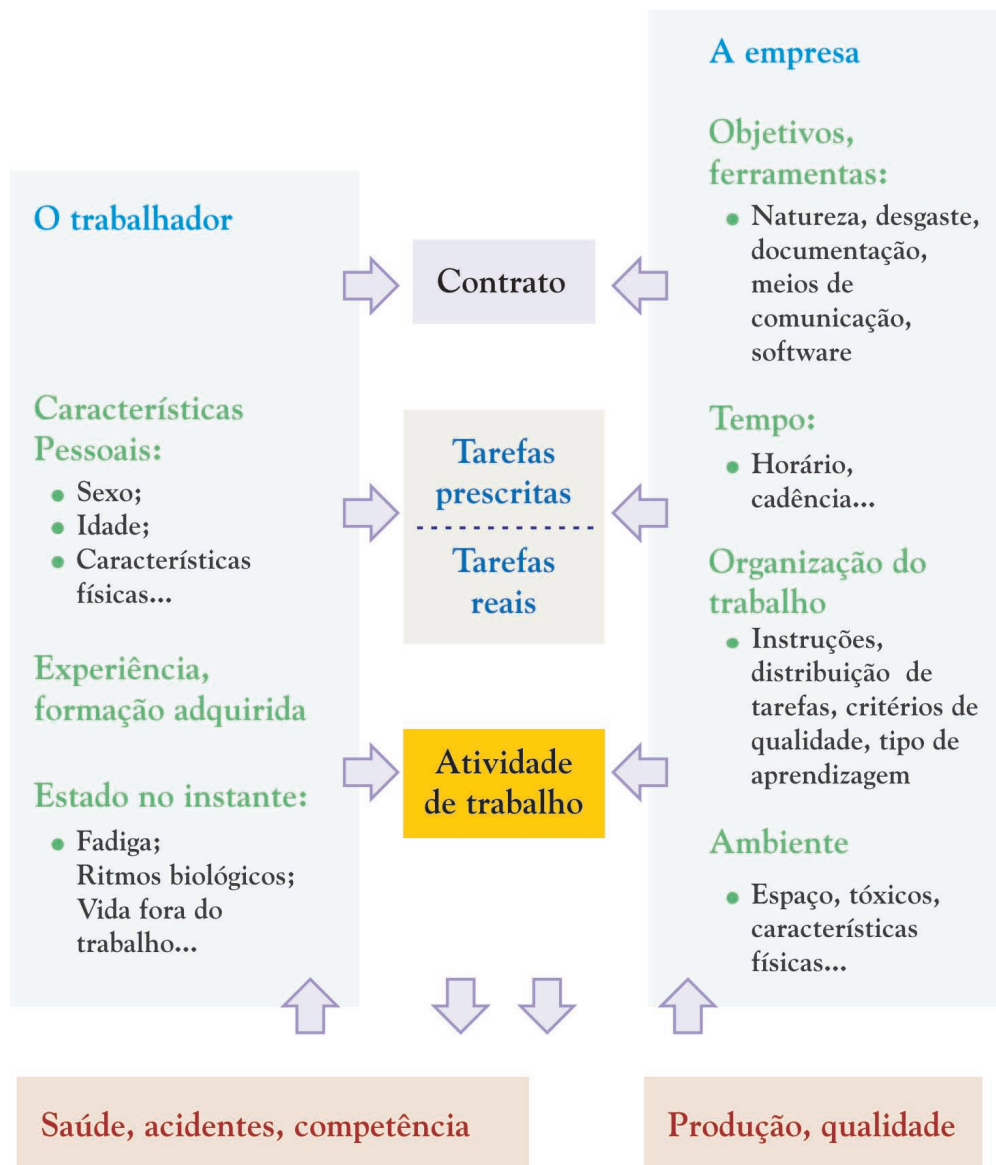 O trabalhador
Características
Pessoais:
Sexo;
Idade;
Características
físicas...
Experiência,
formação adquirida
Estado no instante:
Fadiga;
Ritmos biológicos;
Vida fora do
trabalho...
Contrato
Tarefas
prescritas
Tarefas
reais
Atividade
de trabalho
A empresa
Objetivos,
ferramentas:
Natureza, desgaste,
documentação,
meios de
comunicação,
software
Tempo:
Horário,
cadência...
Organização do
trabalho
Instruções,
distribuição de
tarefas, critérios de
qualidade, tipo de
aprendizagem
Ambiente
Espaço, tóxicos,
características
físicas...
Saúde, acidentes, competência
Produção, qualidade